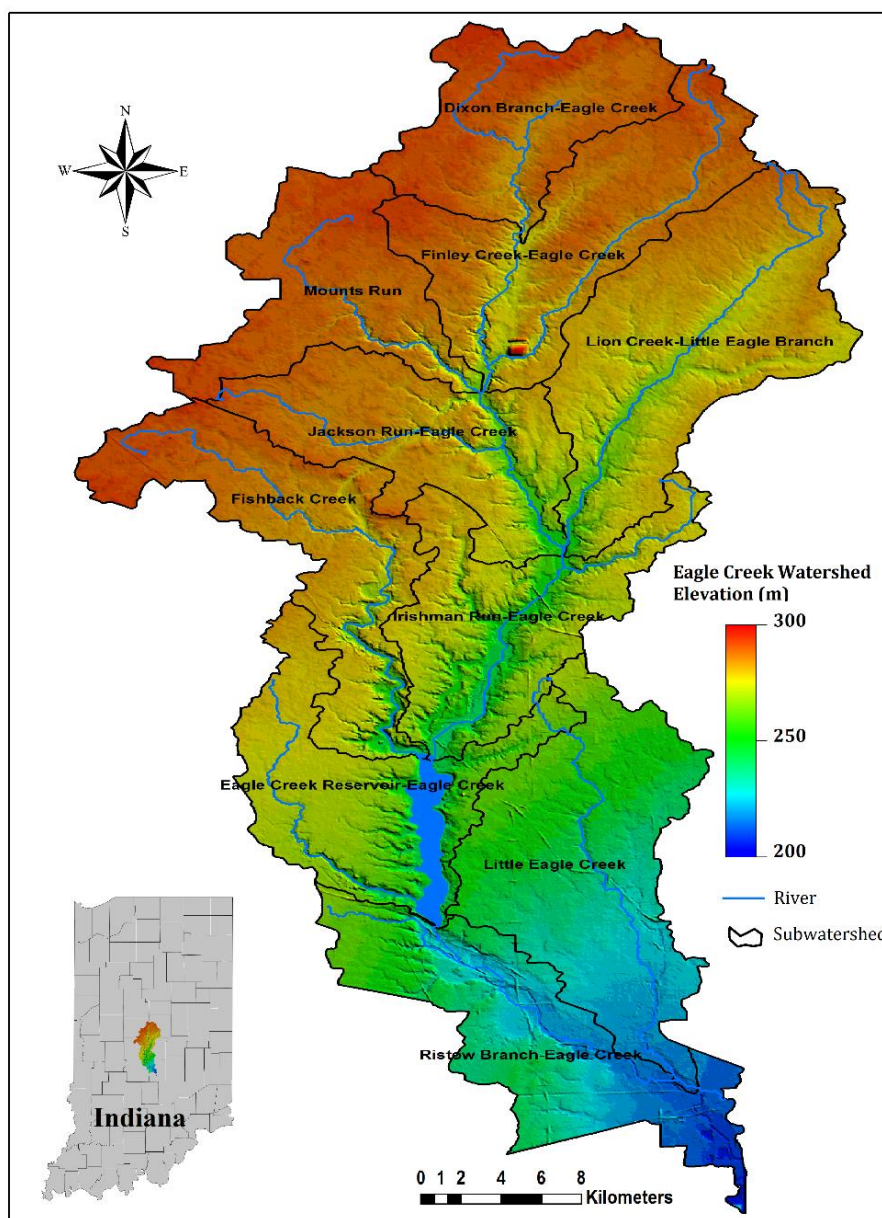 Dixon Branch-Eagle Creek
N
W
E
S
Finley Creek-Eagle Creek
Mounts Run
Lion Creek-Little Eagle Branch
Jackson Run-Eagle Creek
Fishback Creek
Eagle Creek Watershed
Elevation (m)
Irishman Run-Eagle Creek
300
250
200
Eagle Creek Reservoir-Eagle Creek
Little Eagle Creek
River
Subwatershed
Ristow Branch-Eagle Creek
Indiana
0 1 2 4 6 8
Kilometers